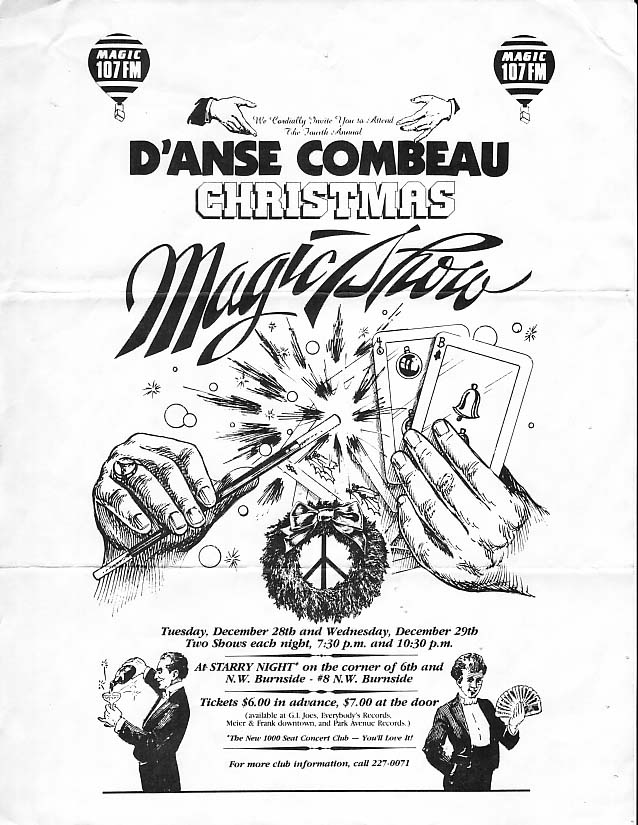 MAGIC
107 FM
MAGIC
107 FM
We Cordially Invite You to Attend
The Fourth Annual
D'ANSE COMBEAU
CHRISTMAS
Magic Show
B
Tuesday, December 28th and Wednesday, December 29th
Two Shows each night, 7:30 p.m. and 10:30 p.m.
At STARRY NIGHT* on the corner of 6th and
N.W. Burnside - #8 N.W. Burnside
Tickets $6.00 in advance, $7.00 at the door
(available at G.I. Joes, Everybody's Records,
Meier & Frank downtown, and Park Avenue Records.)
*The New 1000 Seat Concert Club — You'll Love It!
For more club information, call 227-0071